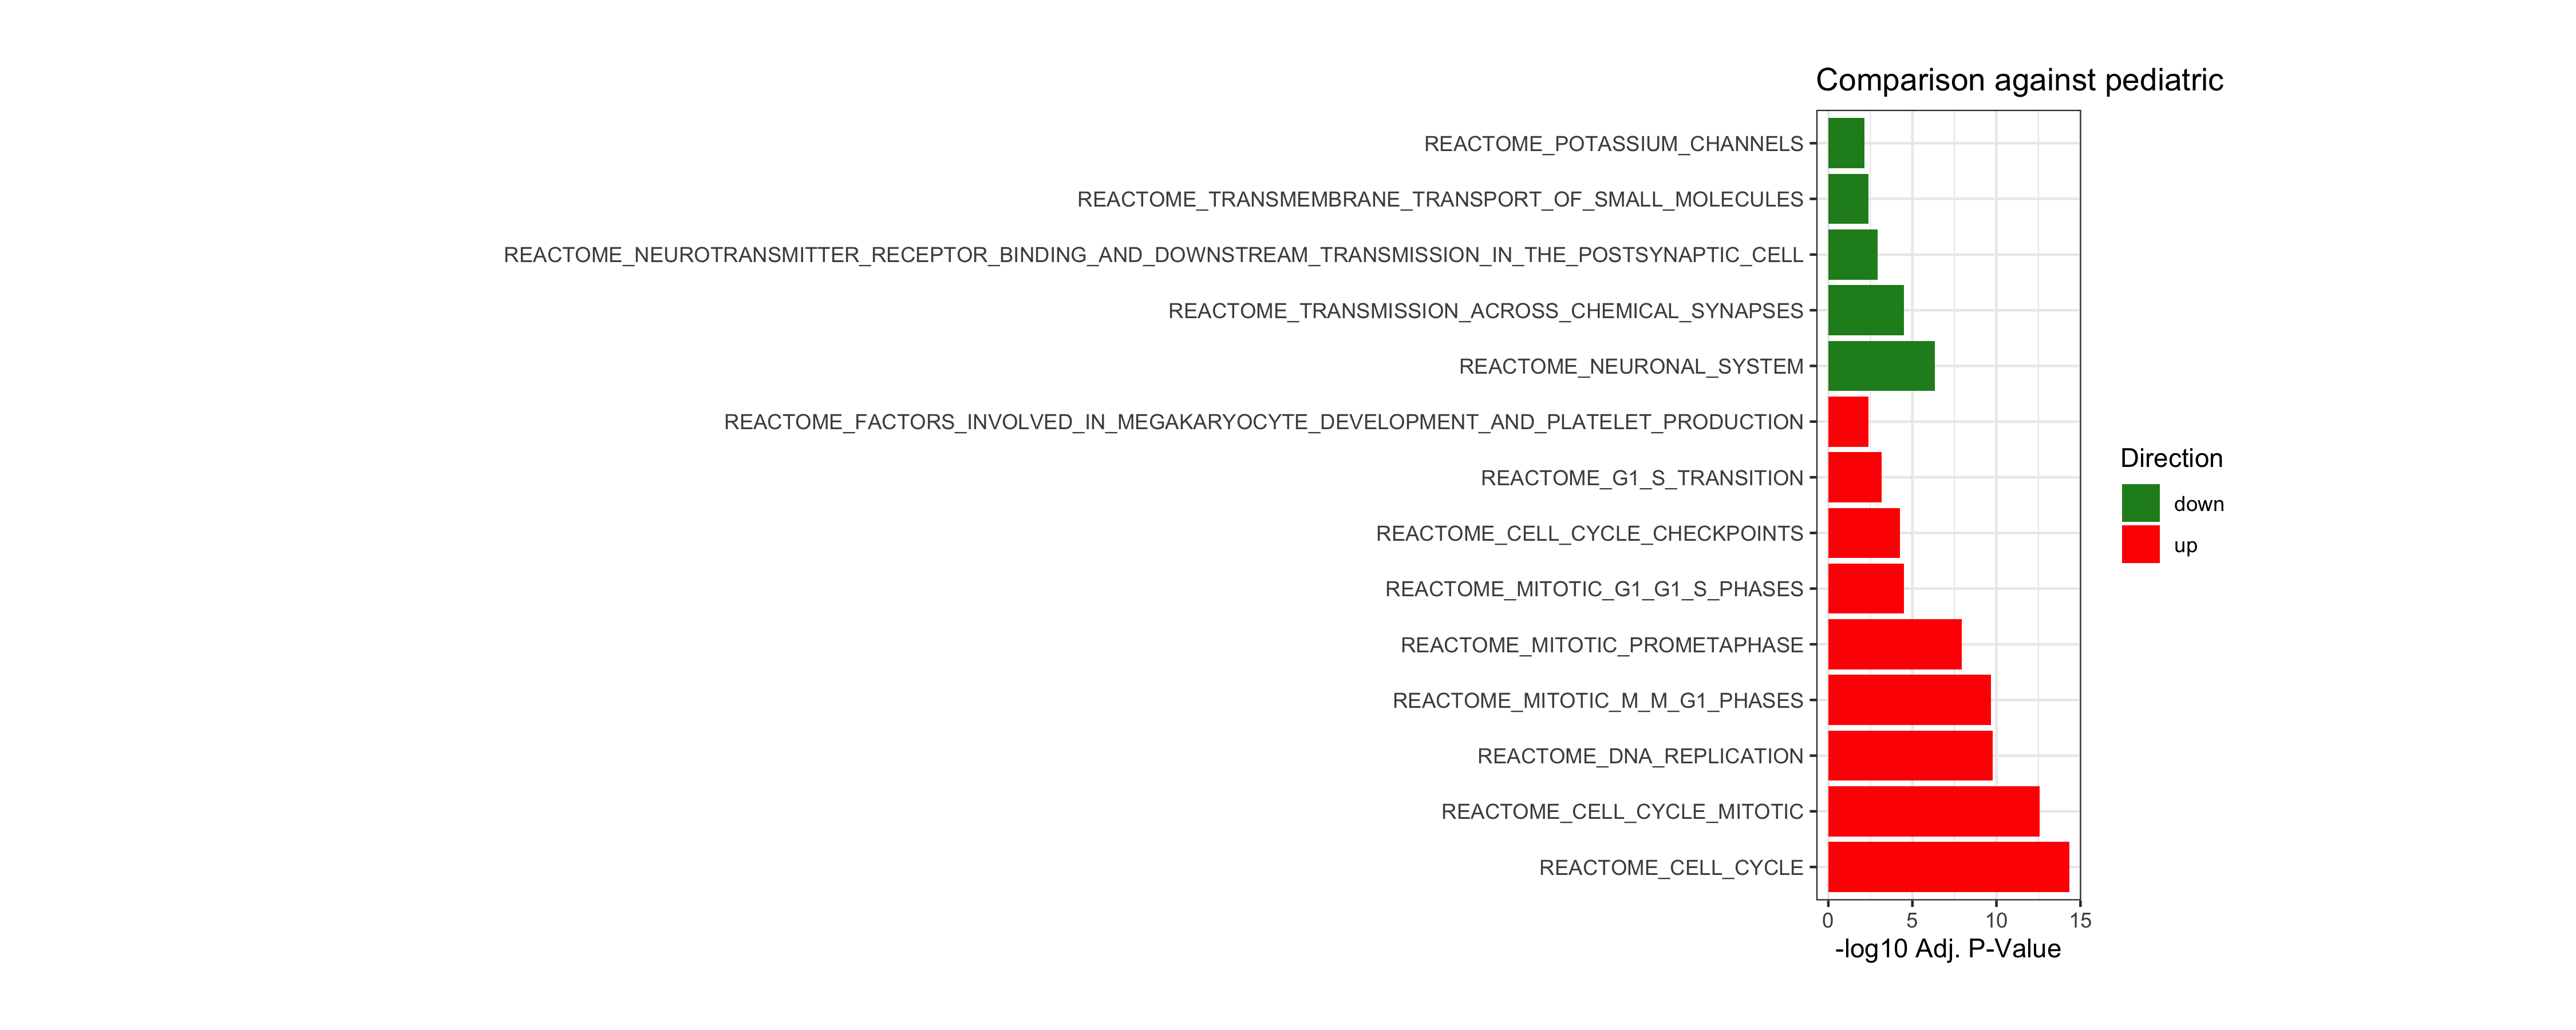 Comparison against pediatric
REACTOME_POTASSIUM_CHANNELS
REACTOME_TRANSMEMBRANE_TRANSPORT_OF_SMALL_MOLECULES
REACTOME_NEUROTRANSMITTER_RECEPTOR_BINDING_AND_DOWNSTREAM_TRANSMISSION_IN_THE_POSTSYNAPTIC_CELL
REACTOME_TRANSMISSION_ACROSS_CHEMICAL_SYNAPSES
REACTOME_NEURONAL_SYSTEM
REACTOME_FACTORS_INVOLVED_IN_MEGAKARYOCYTE_DEVELOPMENT_AND_PLATELET_PRODUCTION
REACTOME_G1_S_TRANSITION
REACTOME_CELL_CYCLE_CHECKPOINTS
REACTOME_MITOTIC_G1_G1_S_PHASES
REACTOME_MITOTIC_PROMETAPHASE
REACTOME_MITOTIC_M_M_G1_PHASES
REACTOME_DNA_REPLICATION
REACTOME_CELL_CYCLE_MITOTIC
REACTOME_CELL_CYCLE
0 5 10 15
-log10 Adj. P-Value
Direction
down
up